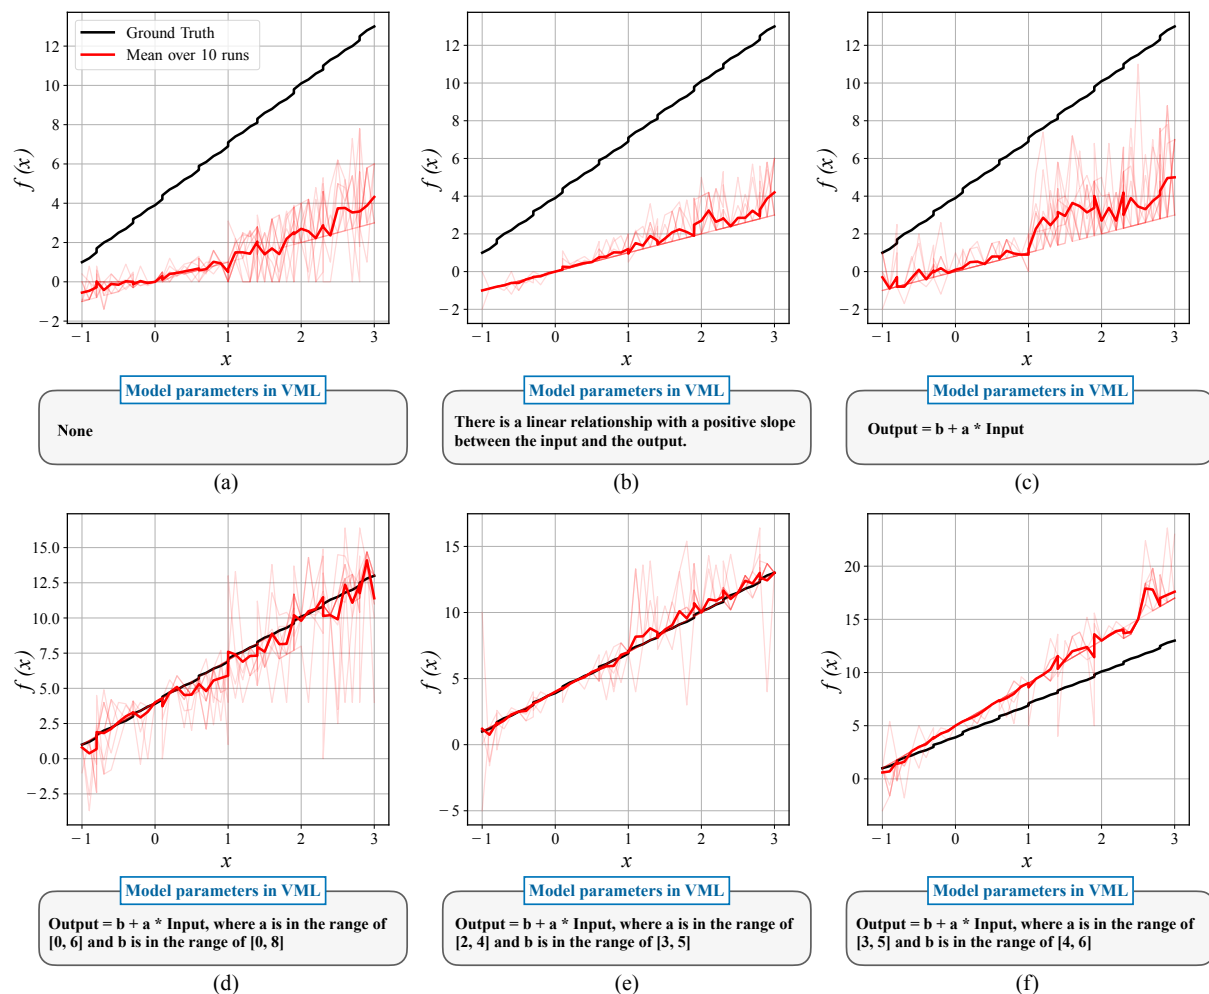 12
10
8
6
4
2
0
−2
−1
0
1
2
3
f (x)
x
Ground Truth
Mean over 10 runs
Model parameters in VML
None
(a)
12
10
8
6
4
2
0
−2
−1
0
1
2
3
f (x)
x
Model parameters in VML
There is a linear relationship with a positive slope
between the input and the output.
(b)
12
10
8
6
4
2
0
−2
−1
0
1
2
3
f (x)
x
Model parameters in VML
Output = b + a * Input
(c)
15.0
12.5
10.0
7.5
5.0
2.5
0.0
−2.5
−1
0
1
2
3
f (x)
x
Model parameters in VML
Output = b + a * Input, where a is in the range of
[0, 6] and b is in the range of [0, 8]
(d)
15
10
5
0
−5
−1
0
1
2
3
f (x)
x
Model parameters in VML
Output = b + a * Input, where a is in the range of
[2, 4] and b is in the range of [3, 5]
(e)
20
15
10
5
0
−1
0
1
2
3
f (x)
x
Model parameters in VML
Output = b + a * Input, where a is in the range of
[3, 5] and b is in the range of [4, 6]
(f)